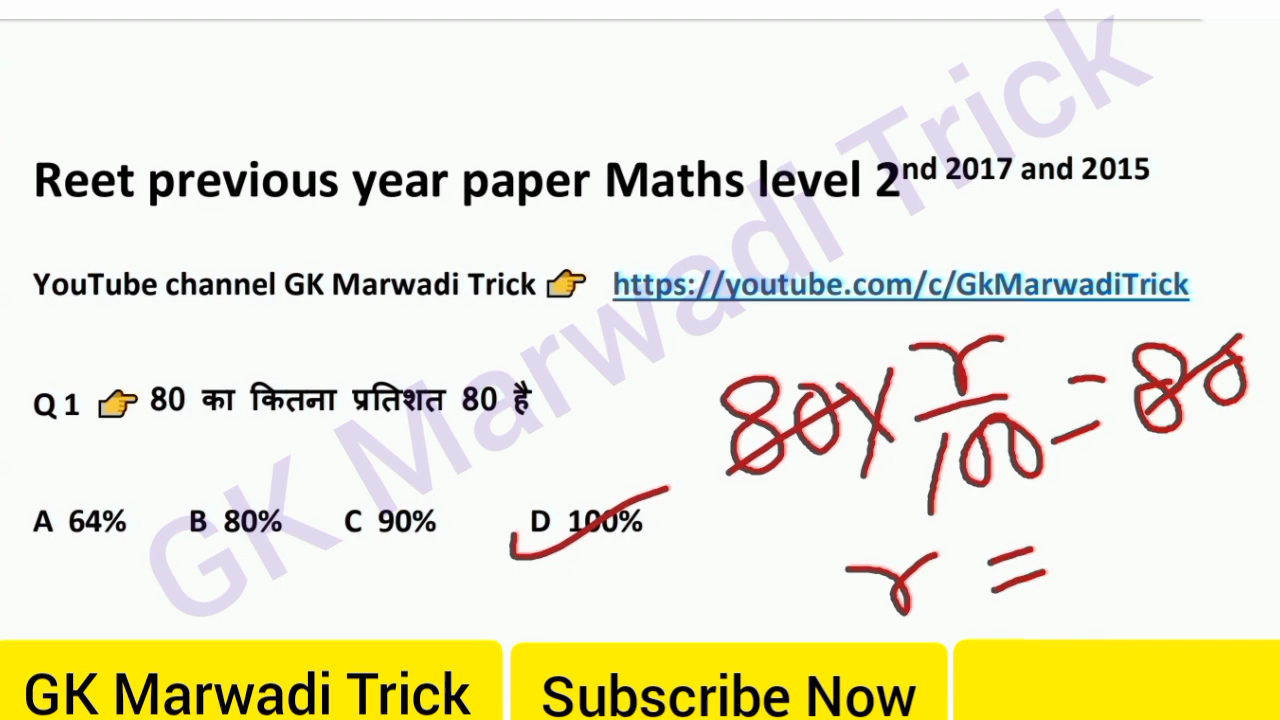 Reet previous year paper Maths level 2nd 2017 and 2015
YouTube channel GK Marwadi Trick 👉 https://youtube.com/c/GkMarwadiTrick
Q 1 👉 80 का कितना प्रतिशत 80 है
80 × r/100 = 80
A 64% B 80% C 90% D 100%
r =
GK Marwadi Trick
GK Marwadi Trick Subscribe Now